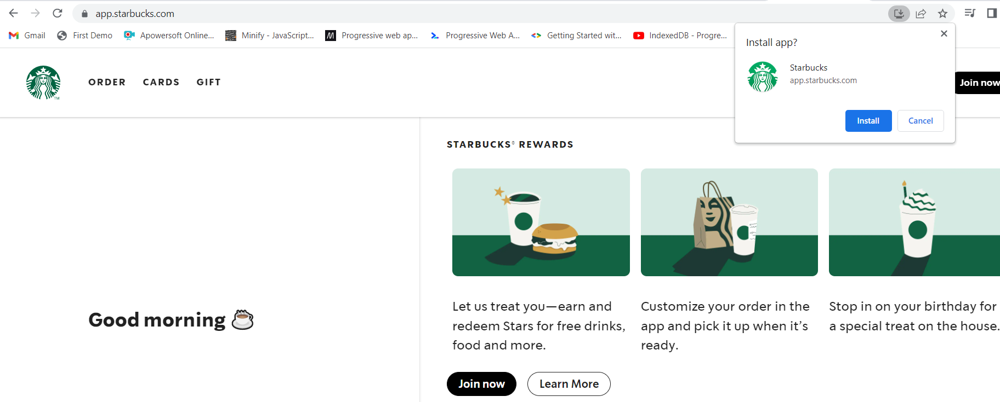 app.starbucks.com
Gmail
First Demo
Apowersoft Online...
Minify - JavaScript...
Progressive web ap...
Progressive Web A...
Getting Started wit...
IndexedDB - Progre...
Install app?
Starbucks
app.starbucks.com
Install
Cancel
TM
ORDER
CARDS
GIFT
Join now
STARBUCKS® REWARDS
Good morning
Let us treat you—earn and
redeem Stars for free drinks,
food and more.
Customize your order in the
app and pick it up when it’s
ready.
Stop in on your birthday for
a special treat on the house.
Join now
Learn More